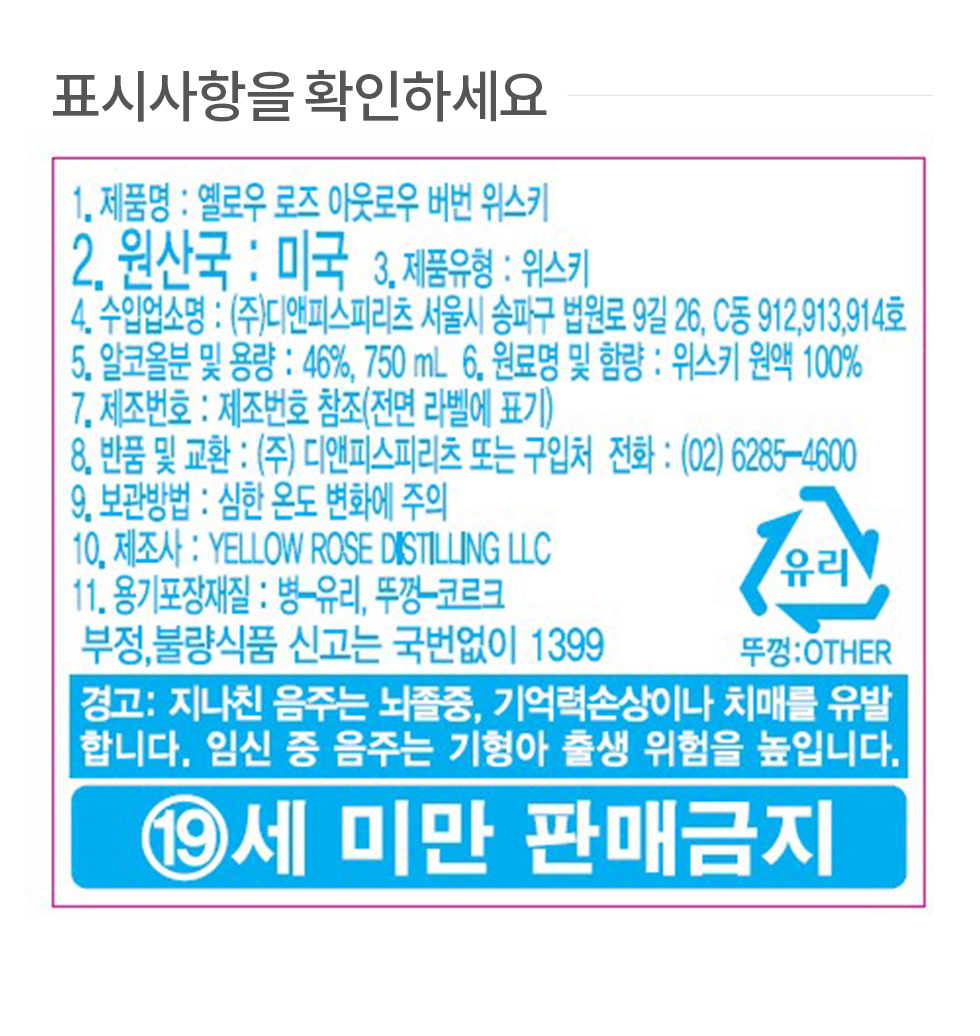 표시사항을 확인하세요
1. 제품명 : 옐로우 로즈 아웃로우 버번 위스키
2. 원산국 : 미국 3. 제품유형 : 위스키
4. 수입업소명 : (주)디앤피스피리츠 서울시 송파구 법원로 9길 26, C동 912,913,914호
5. 알코올분 및 용량 : 46%, 750 mL 6. 원료명 및 함량 : 위스키 원액 100%
7. 제조번호 : 제조번호 참조(전면 라벨에 표기)
8. 반품 및 교환 : (주) 디앤피스피리츠 또는 구입처 전화 : (02) 6285-4600
9. 보관방법 : 심한 온도 변화에 주의
10. 제조사 : YELLOW ROSE DISTILLING LLC
11. 용기포장재질 : 병-유리, 뚜껑-코르크
부정,불량식품 신고는 국번없이 1399
유리
뚜껑:OTHER
경고: 지나친 음주는 뇌졸중, 기억력손상이나 치매를 유발
합니다. 임신 중 음주는 기형아 출생 위험을 높입니다.
⑲세 미만 판매금지